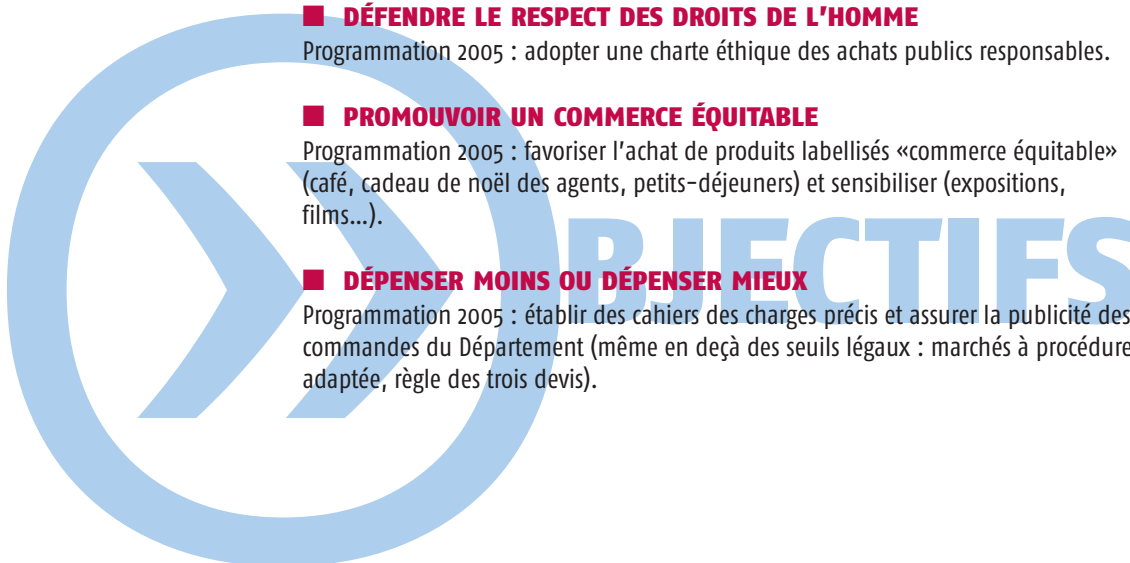 ■ DÉFENDRE LE RESPECT DES DROITS DE L'HOMME
Programmation 2005 : adopter une charte éthique des achats publics responsables.
■ PROMOUVOIR UN COMMERCE ÉQUITABLE
Programmation 2005 : favoriser l'achat de produits labellisés «commerce équitable»
(café, cadeau de noël des agents, petits-déjeuners) et sensibiliser (expositions,
films...).
OBJECTIFS
■ DÉPENSER MOINS OU DÉPENSER MIEUX
Programmation 2005 : établir des cahiers des charges précis et assurer la publicité des
commandes du Département (même en deçà des seuils légaux : marchés à procédure
adaptée, règle des trois devis).